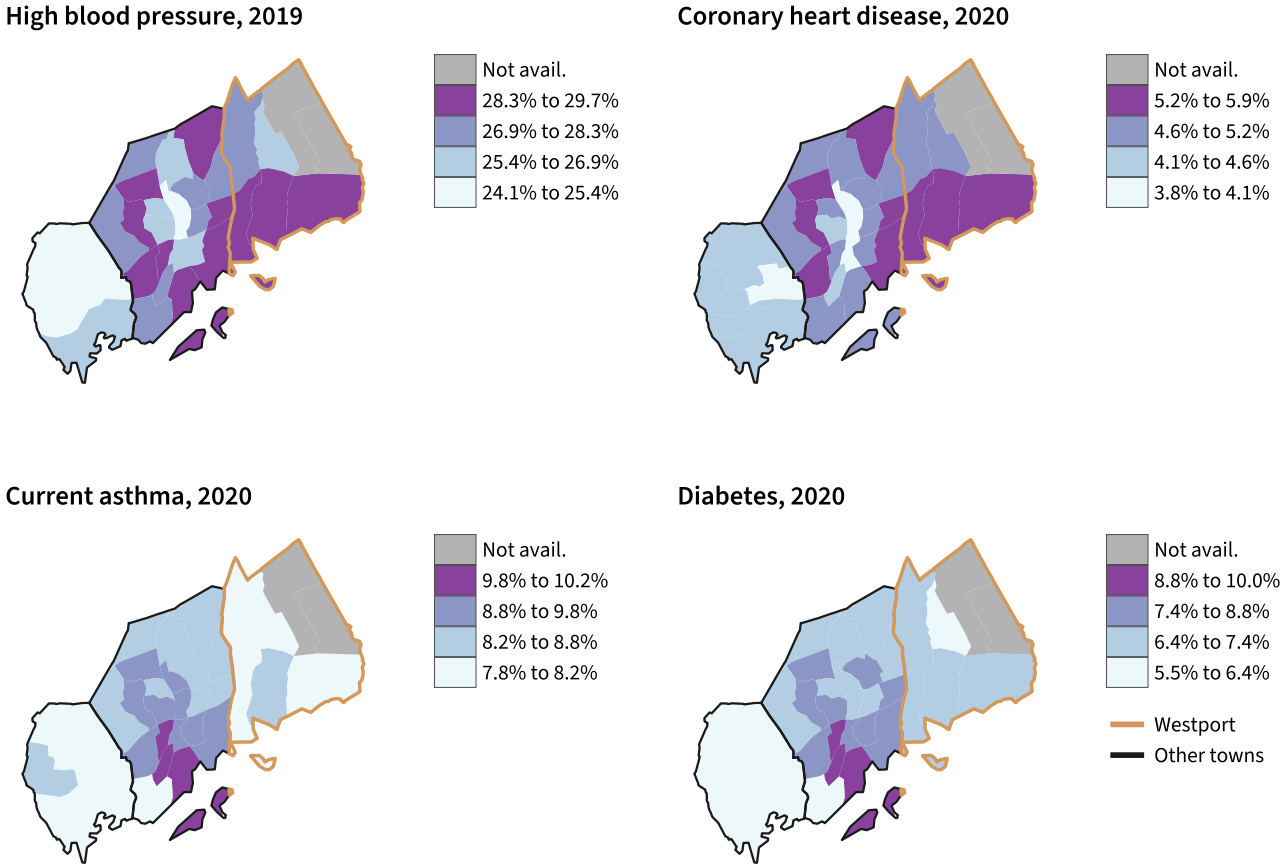 High blood pressure, 2019
Not avail.
28.3% to 29.7%
26.9% to 28.3%
25.4% to 26.9%
24.1% to 25.4%
Coronary heart disease, 2020
Not avail.
5.2% to 5.9%
4.6% to 5.2%
4.1% to 4.6%
3.8% to 4.1%
Current asthma, 2020
Not avail.
9.8% to 10.2%
8.8% to 9.8%
8.2% to 8.8%
7.8% to 8.2%
Diabetes, 2020
Not avail.
8.8% to 10.0%
7.4% to 8.8%
6.4% to 7.4%
5.5% to 6.4%
Westport
Other towns